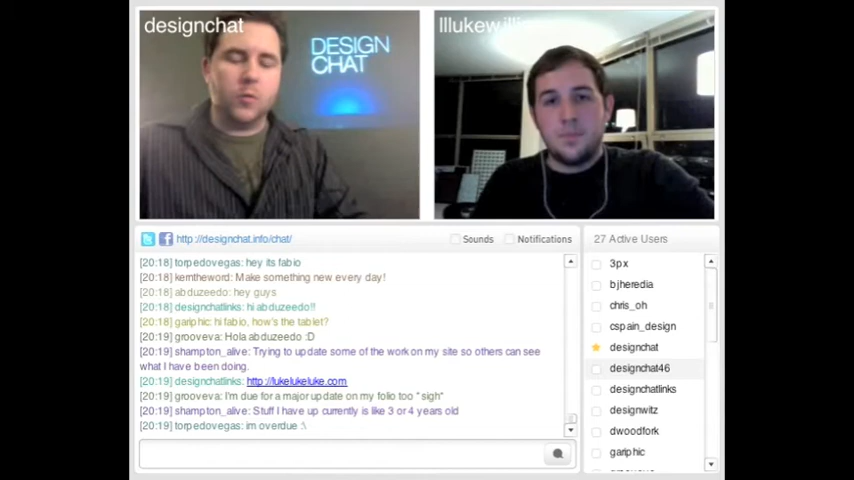 designchat
DESIGN
CHAT
http://designchat.info/chat/
Sounds
Notifications
27 Active Users
[20:18] torpedovegas: hey its fabio
[20:18] kerntheword: Make something new every day!
[20:18] abduzeedo: hey guys
[20:18] designchatlinks: hi abduzeedo!!
[20:18] gariphic: hi fabio, how's the tablet?
[20:19] grooveva: Hola abduzeedo :D
[20:19] shampton_alive: Trying to update some of the work on my site so others can see
what I have been doing.
[20:19] designchatlinks: http://lukelukeluke.com
[20:19] grooveva: I'm due for a major update on my folio too *sigh*
[20:19] shampton_alive: Stuff I have up currently is like 3 or 4 years old
[20:19] torpedovegas: im overdue :\
3px
bjheredia
chris_oh
cspain_design
designchat
designchat46
designchatlinks
designwitz
dwoodfork
gariphic